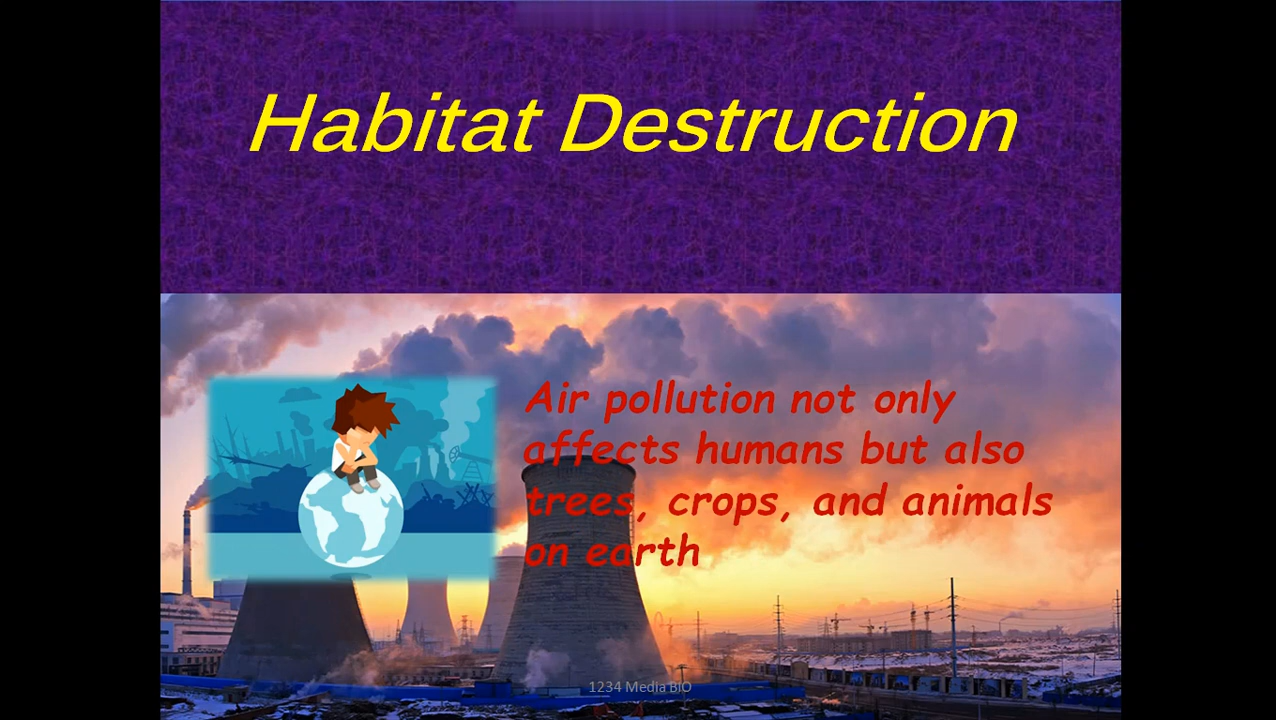 Habitat Destruction
Air pollution not only
affects humans but also
trees, crops, and animals
on earth
1234 Media BIO